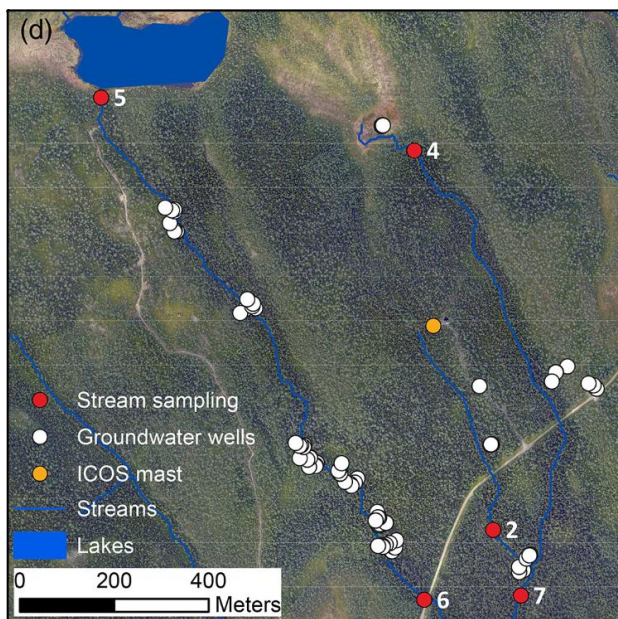 (d)
5
4
Stream sampling
Groundwater wells
ICOS mast
Streams
2
Lakes
0 200 400
Meters
6
7